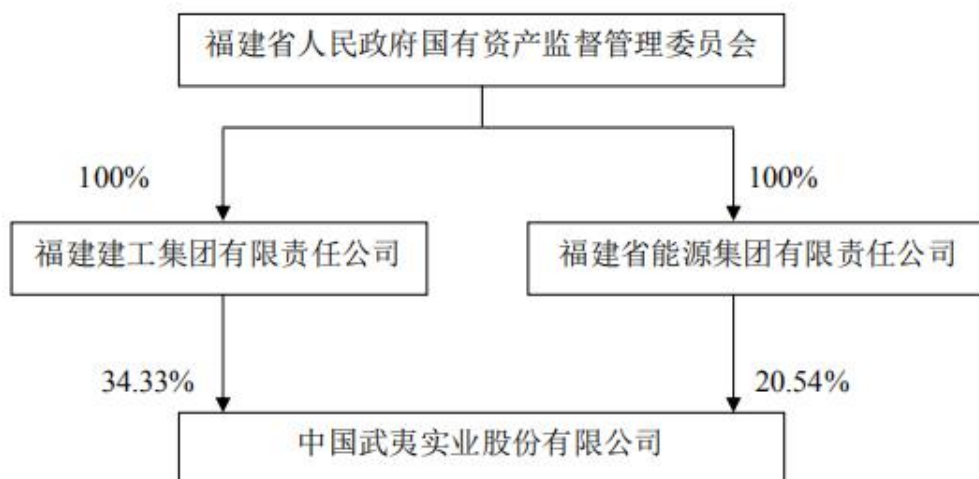 福建省人民政府国有资产监督管理委员会
100%
100%
福建建工集团有限责任公司
福建省能源集团有限责任公司
34.33%
20.54%
中国武夷实业股份有限公司